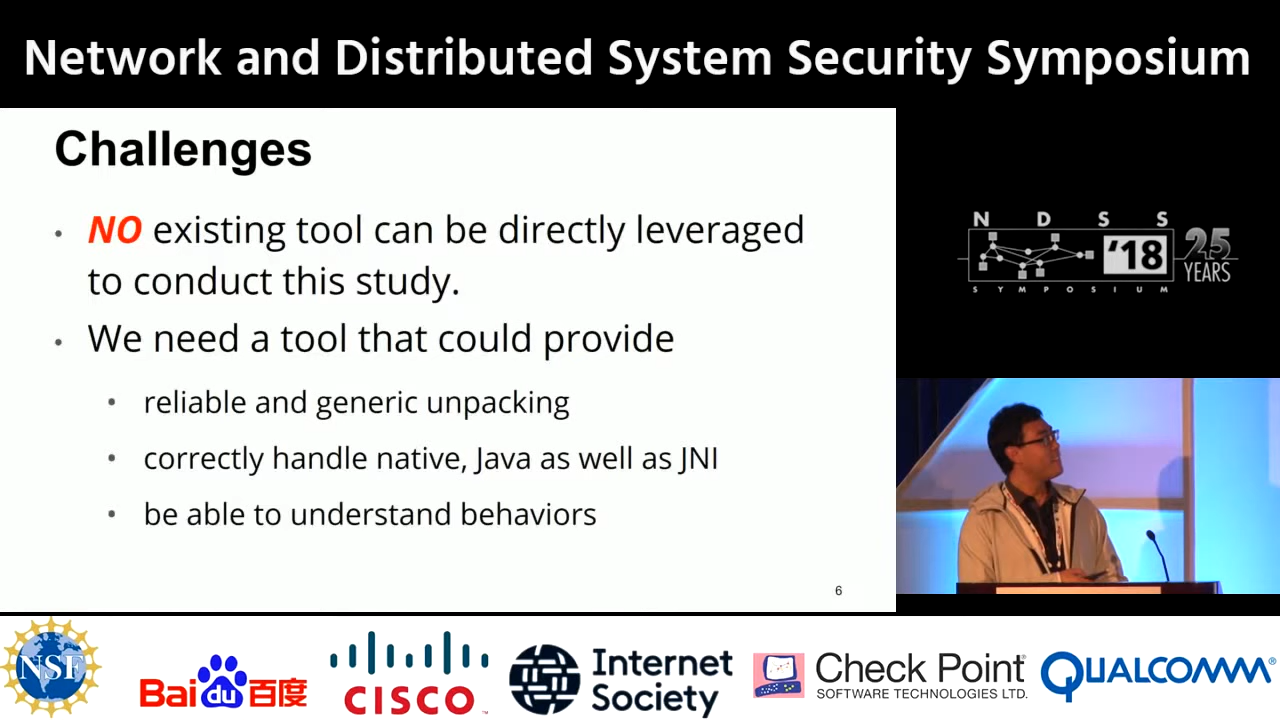 Network and Distributed System Security Symposium
Challenges
• NO existing tool can be directly leveraged
to conduct this study.
• We need a tool that could provide
• reliable and generic unpacking
• correctly handle native, Java as well as JNI
• be able to understand behaviors
6
N D S S
'18
25
YEARS
SYMPOSIUM
NSF
Bai du 百度
CISCO
Internet
Society
Check Point
SOFTWARE TECHNOLOGIES LTD.
QUALCOMM®